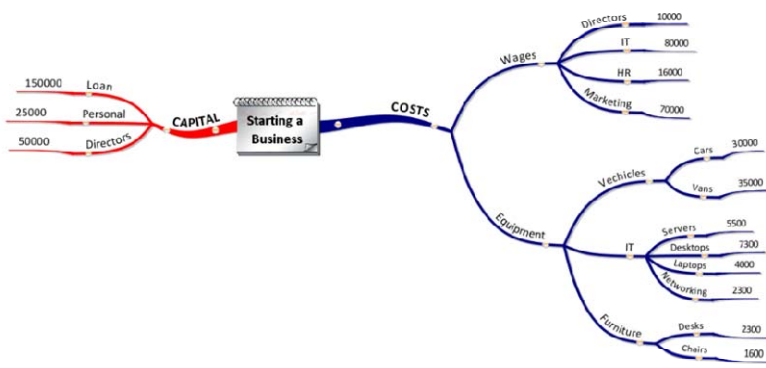 Starting a
Business
CAPITAL
150000 Loan
25000 Personal
50000 Directors
COSTS
Wages
Directors 10000
IT 80000
HR 16000
Marketing 70000
Equipment
Vechicles
Cars 30000
Vans 35000
IT
Servers 5500
Desktops 7300
Laptops 4000
Networking 2300
Furniture
Desks 2300
Chairs 1600